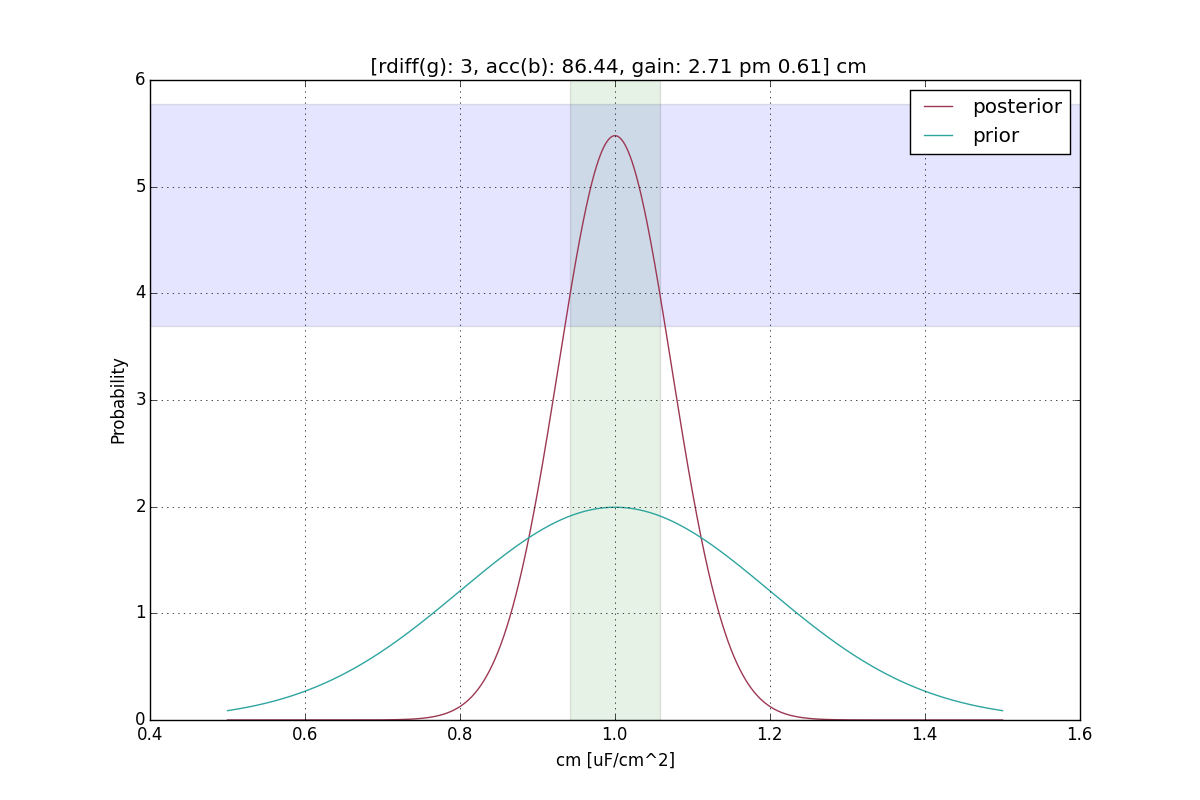 [rdiff(g): 3, acc(b): 86.44, gain: 2.71 pm 0.61] cm
posterior
prior
Probability
6
5
4
3
2
1
0
0.4 0.6 0.8 1.0 1.2 1.4 1.6
cm [uF/cm^2]